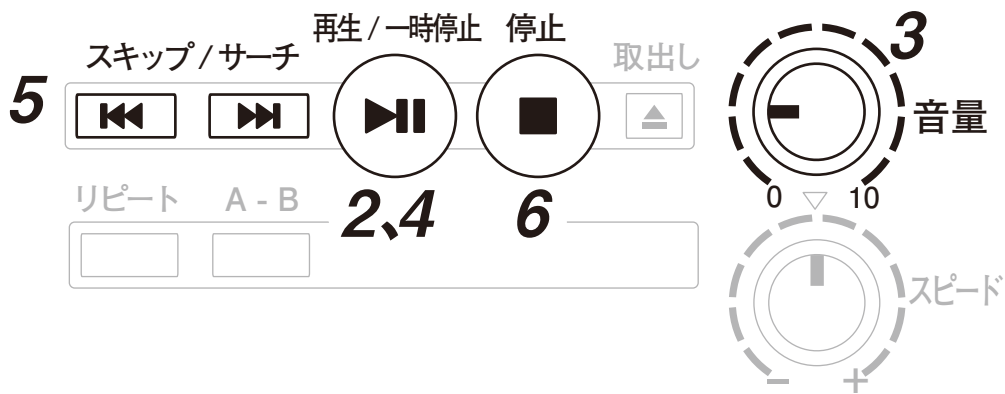 再生 / 一時停止 停止 3
スキップ / サーチ 取出し
5 音量
0 10
リピート A - B 2、4 6
スピード
− +